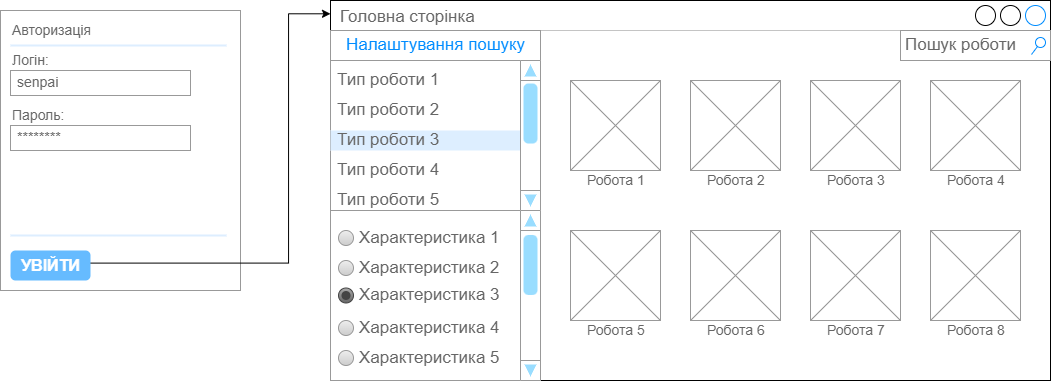 Авторизація
Логін:
senpai
Пароль:
********
УВІЙТИ
Головна сторінка
Налаштування пошуку
Пошук роботи
Тип роботи 1
Тип роботи 2
Тип роботи 3
Тип роботи 4
Тип роботи 5
Характеристика 1
Характеристика 2
Характеристика 3
Характеристика 4
Характеристика 5
Робота 1
Робота 2
Робота 3
Робота 4
Робота 5
Робота 6
Робота 7
Робота 8